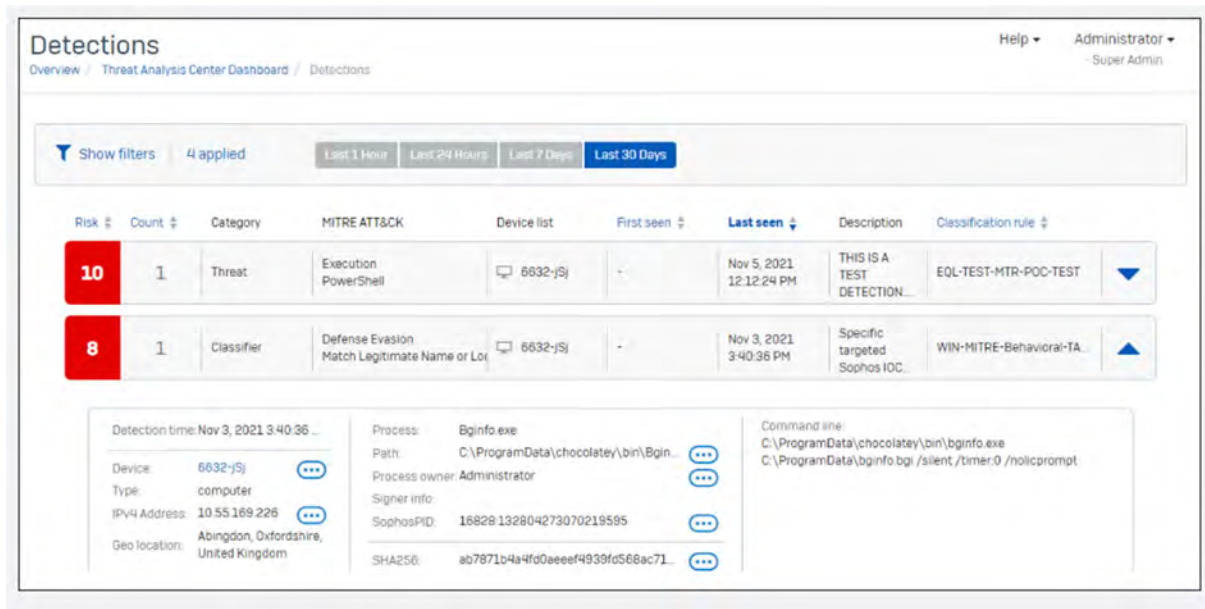 Detections
Help
Administrator
- Super Admin
Overview / Threat Analysis Center Dashboard / Detections
Show filters | 4 applied
Last 1 Hour
Last 24 Hours
Last 7 Days
Last 30 Days
Risk Count Category MITRE ATT&CK Device list First seen Last seen Description Classification rule
10 1 Threat
Execution
PowerShell
6632-jSj
-
Nov 5, 2021
12:12:24 PM
THIS IS A
TEST
DETECTION...
EQL-TEST-MTR-POC-TEST
8 1 Classifier
Defense Evasion
Match Legitimate Name or Loc
6632-jSj
-
Nov 3, 2021
3:40:36 PM
Specific
targeted
Sophos IOC...
WIN-MITRE-Behavioral-TA...
Detection time: Nov 3, 2021 3:40:36 ...
Device: 6632-jSj
Type: computer
IPv4 Address: 10.55.169.226
Geo location: Abingdon, Oxfordshire,
United Kingdom
Process: Bginfo.exe
Path: C:\ProgramData\chocolatey\bin\Bgin...
Process owner: Administrator
Signer info:
SophosPID: 16828:132804273070219595
SHA256: ab7871b4a4fd0aeeef4939fd568ac71...
Command line:
C:\ProgramData\chocolatey\bin\bginfo.exe
C:\ProgramData\bginfo.bgi /silent /timer:0 /nolicprompt